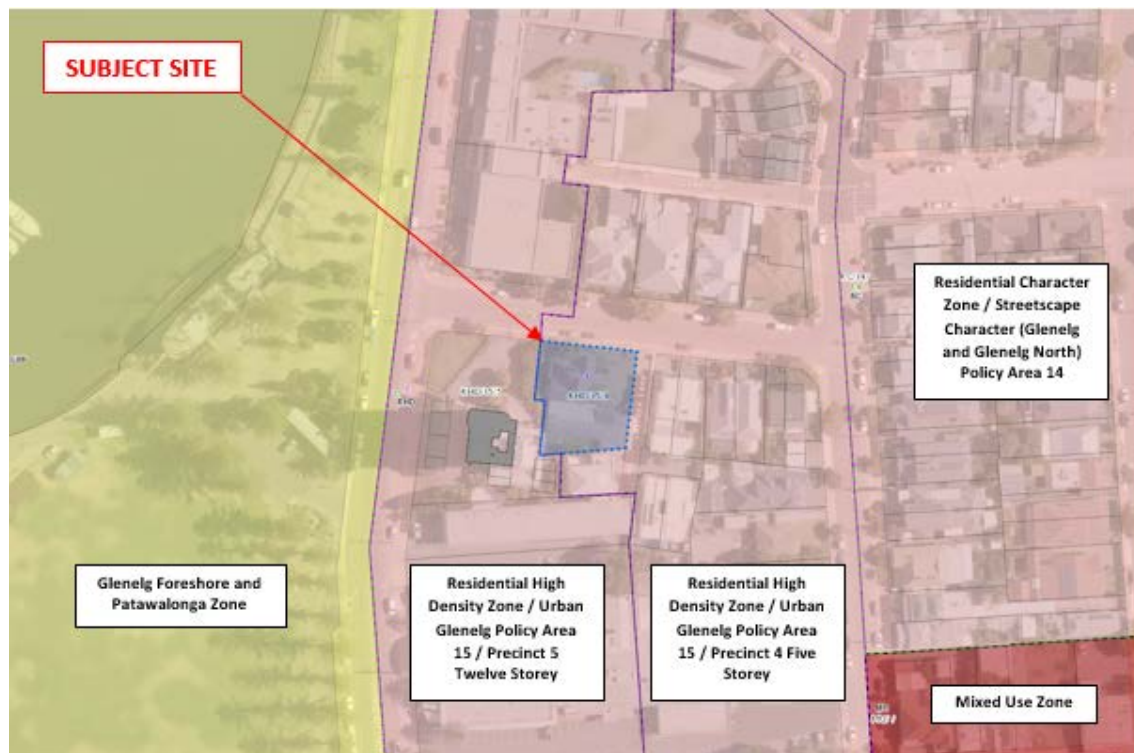 SUBJECT SITE
Residential Character
Zone / Streetscape
Character (Glenelg
and Glenelg North)
Policy Area 14
Glenelg Foreshore and
Patawalonga Zone
Residential High
Density Zone / Urban
Glenelg Policy Area
15 / Precinct 5
Twelve Storey
Residential High
Density Zone / Urban
Glenelg Policy Area
15 / Precinct 4 Five
Storey
Mixed Use Zone